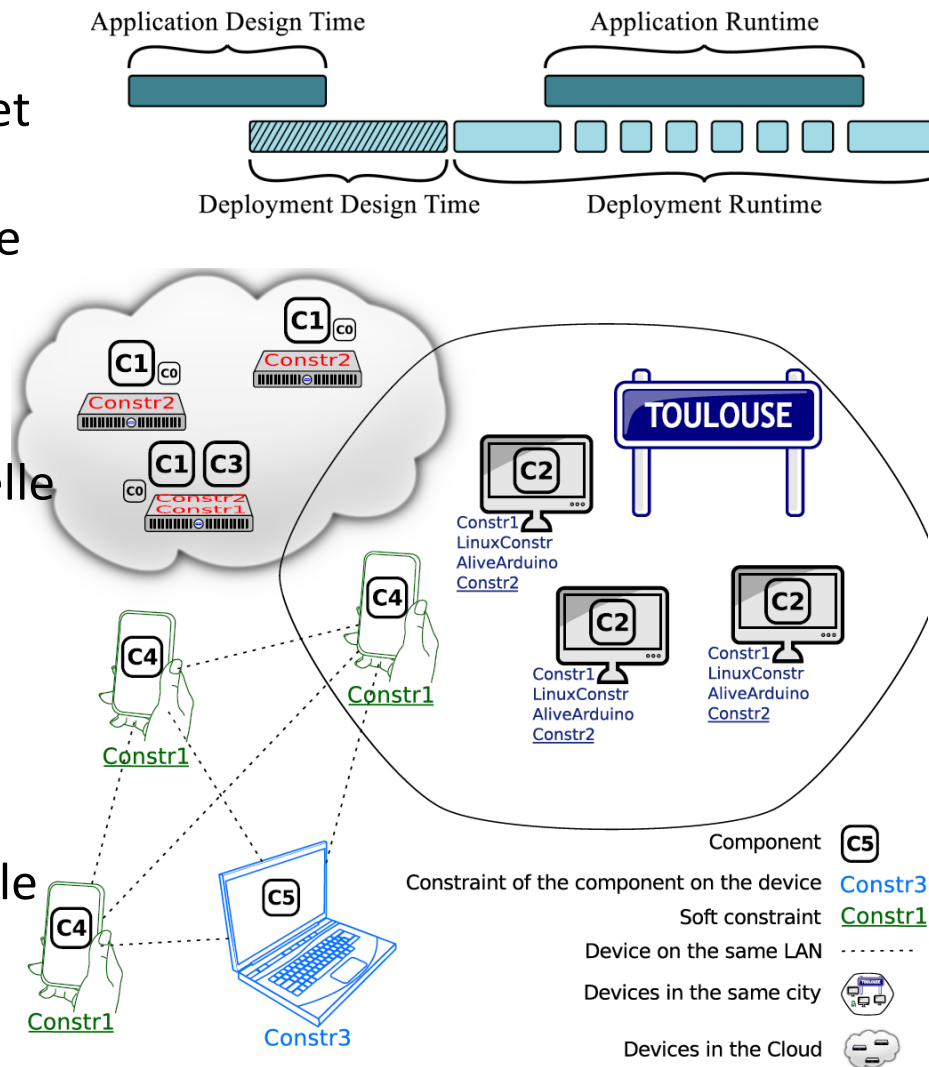 Application Design Time
Application Runtime
et
Deployment Design Time
Deployment Runtime
e
C1
C0
Constr2
C1
C0
Constr2
C1
C3
C0
Constr2
Constr1
elle
TOULOUSE
C2
Constr1
LinuxConstr
AliveArduino
Constr2
C2
Constr1
LinuxConstr
AliveArduino
Constr2
C2
Constr1
LinuxConstr
AliveArduino
Constr2
C4
Constr1
C4
Constr1
le
C4
Constr1
C5
Constr3
Component
C5
Constraint of the component on the device
Constr3
Soft constraint
Constr1
Device on the same LAN
Devices in the same city
TOULOUSE
Devices in the Cloud